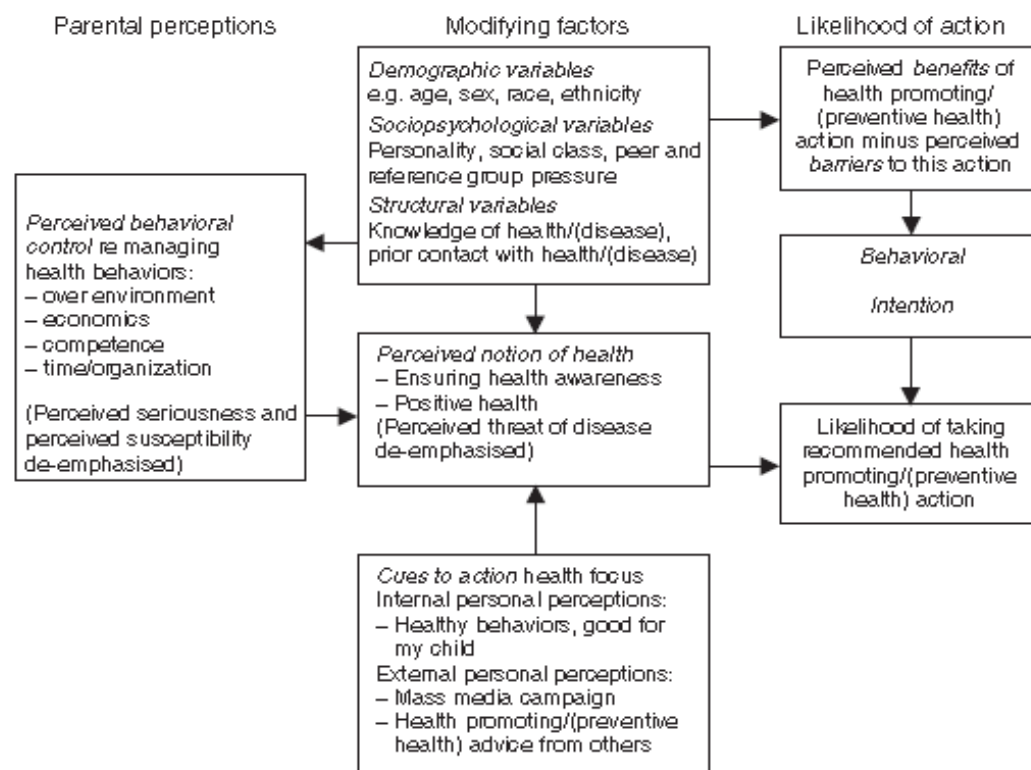 Parental perceptions
Modifying factors
Likelihood of action
Demographic variables
e.g. age, sex, race, ethnicity
Sociopsychological variables
Personality, social class, peer and
reference group pressure
Structural variables
Knowledge of health/(disease),
prior contact with health/(disease)
Perceived benefits of
health promoting/
(preventive health)
action minus perceived
barriers to this action
Perceived behavioral
control re managing
health behaviors:
– over environment
– economics
– competence
– time/organization
(Perceived seriousness and
perceived susceptibility
de-emphasised)
Behavioral
Intention
Perceived notion of health
– Ensuring health awareness
– Positive health
(Perceived threat of disease
de-emphasised)
Likelihood of taking
recommended health
promoting/(preventive
health) action
Cues to action health focus
Internal personal perceptions:
– Healthy behaviors, good for
my child
External personal perceptions:
– Mass media campaign
– Health promoting/(preventive
health) advice from others